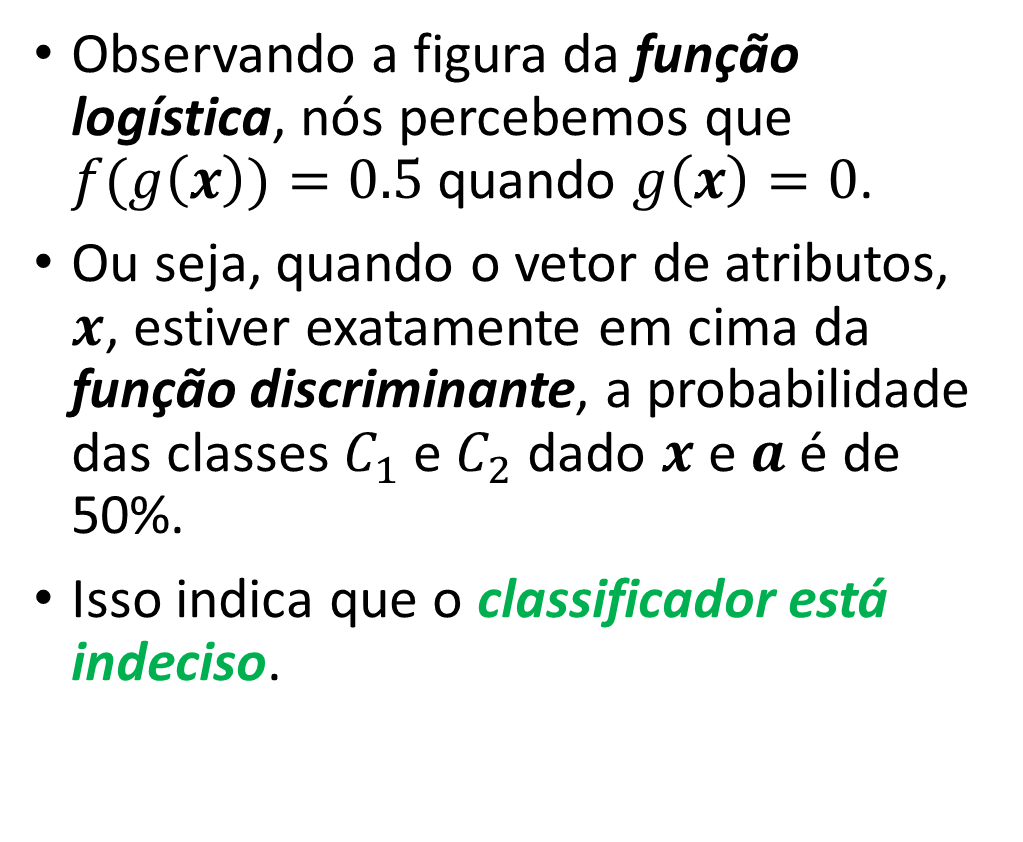 • Observando a figura da função
logística, nós percebemos que
f(g(x)) = 0.5 quando g(x) = 0.
• Ou seja, quando o vetor de atributos,
x, estiver exatamente em cima da
função discriminante, a probabilidade
das classes C₁ e C₂ dado x e a é de
50%.
• Isso indica que o classificador está
indeciso.